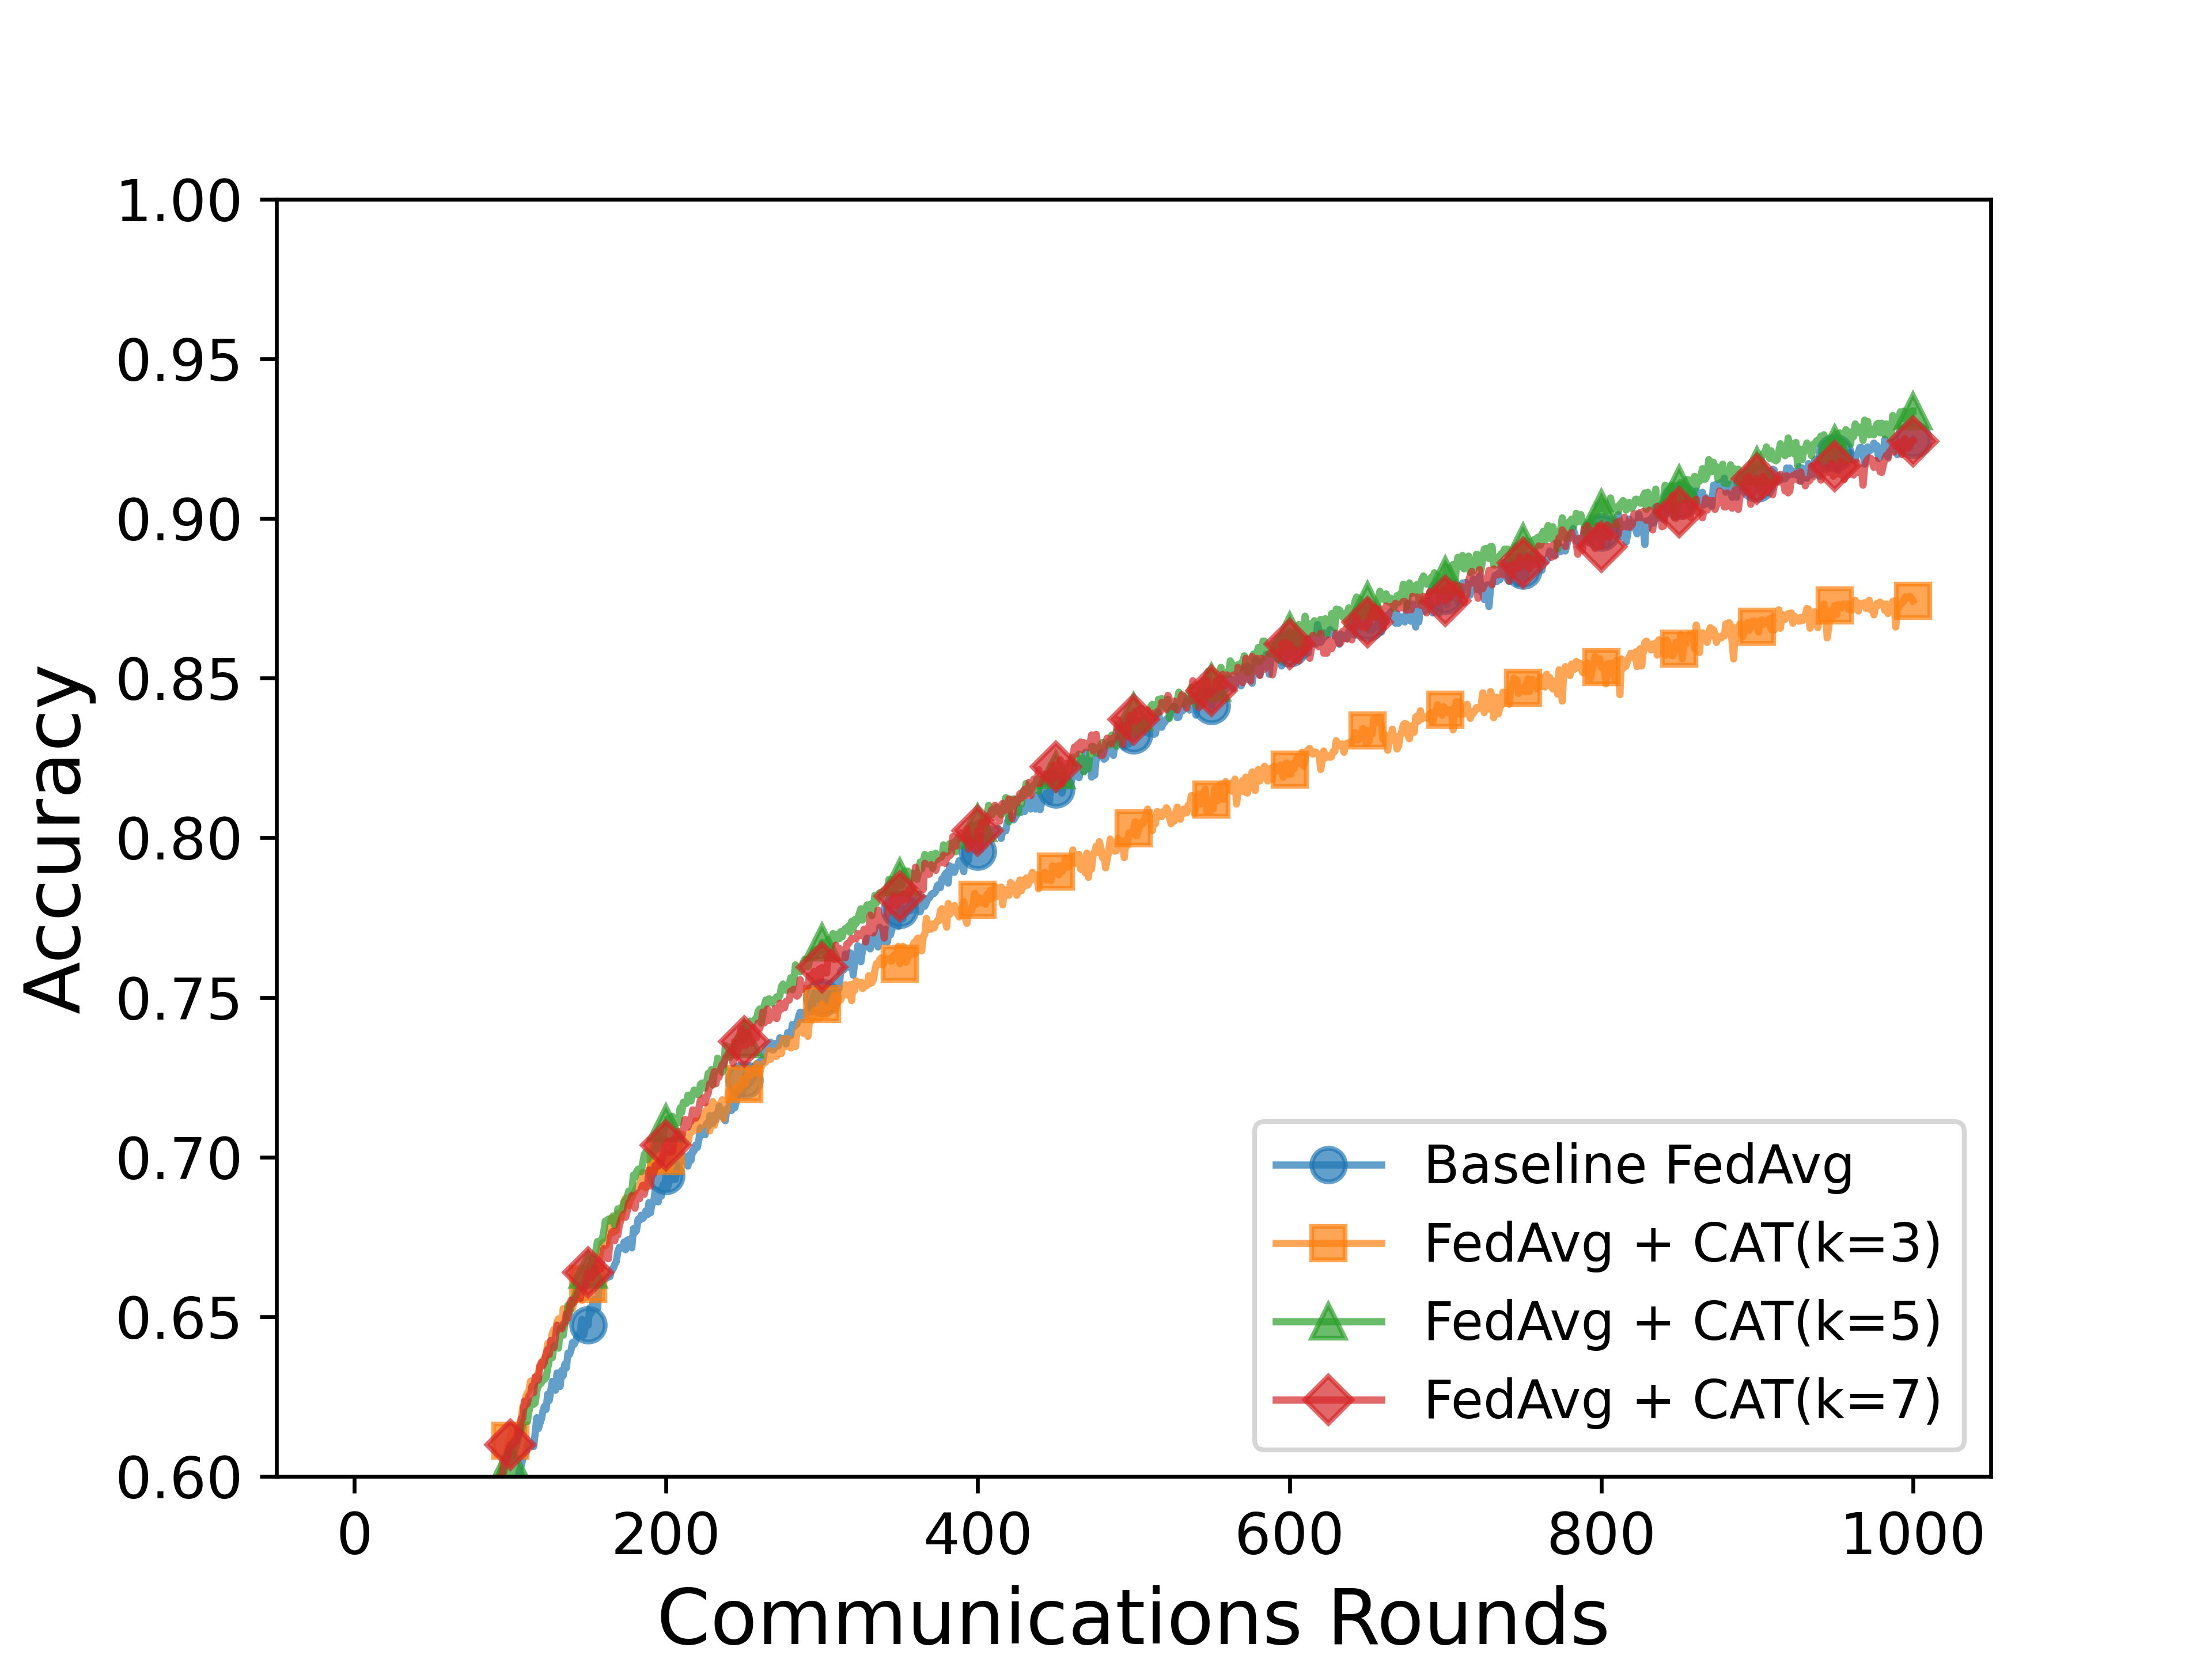 1.00
0.95
0.90
0.85
0.80
0.75
0.70
0.65
0.60
Accuracy
0
200
400
600
800
1000
Communications Rounds
Baseline FedAvg
FedAvg + CAT(k=3)
FedAvg + CAT(k=5)
FedAvg + CAT(k=7)